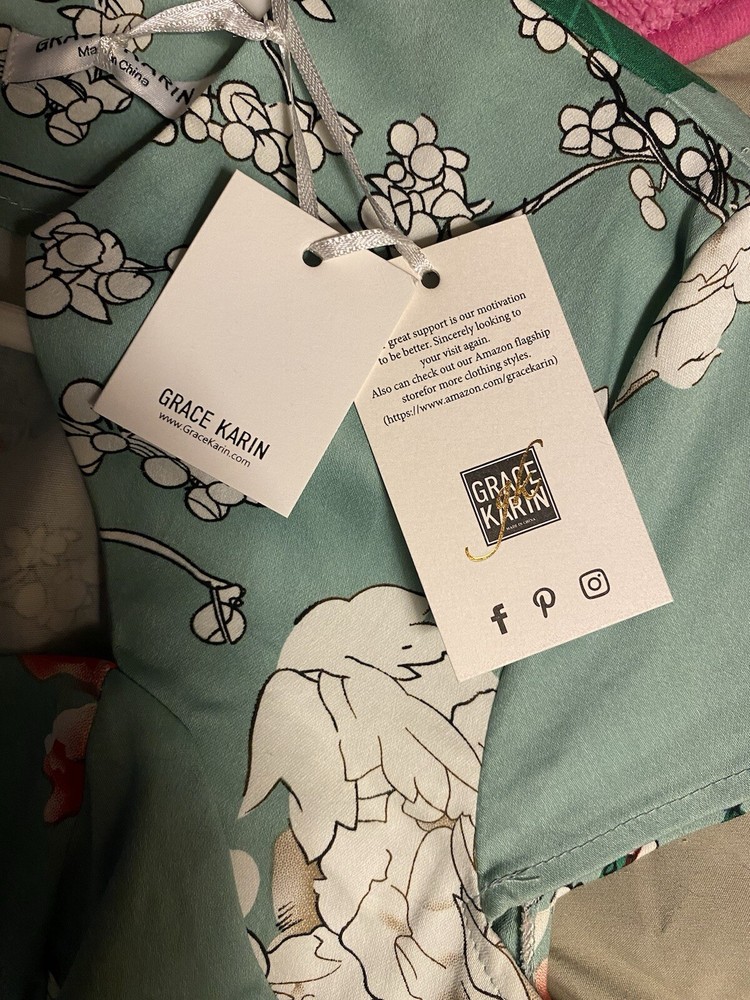 Made in China
GRACE KARIN
www.GraceKarin.com
great support is our motivation
to be better. Sincerely looking to
your visit again.
Also can check out our Amazon flagship
storefor more clothing styles.
(https://www.amazon.com/gracekarin)
GRACE
KARIN
gk
MADE IN CHINA